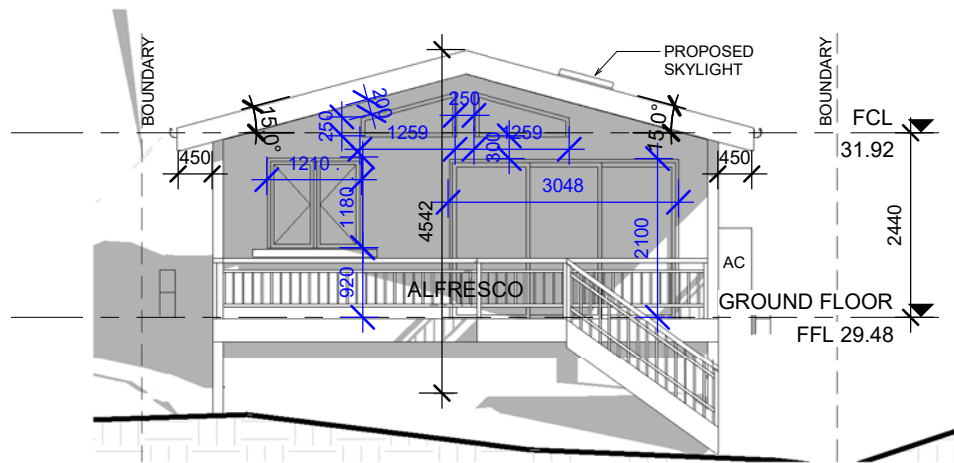 BOUNDARY
PROPOSED
SKYLIGHT
BOUNDARY
FCL
31.92
15.0°
200
250
250
1259
1259
300
15.0°
450
1210
450
3048
1180
4542
2100
2440
920
AC
ALFRESCO
GROUND FLOOR
FFL 29.48